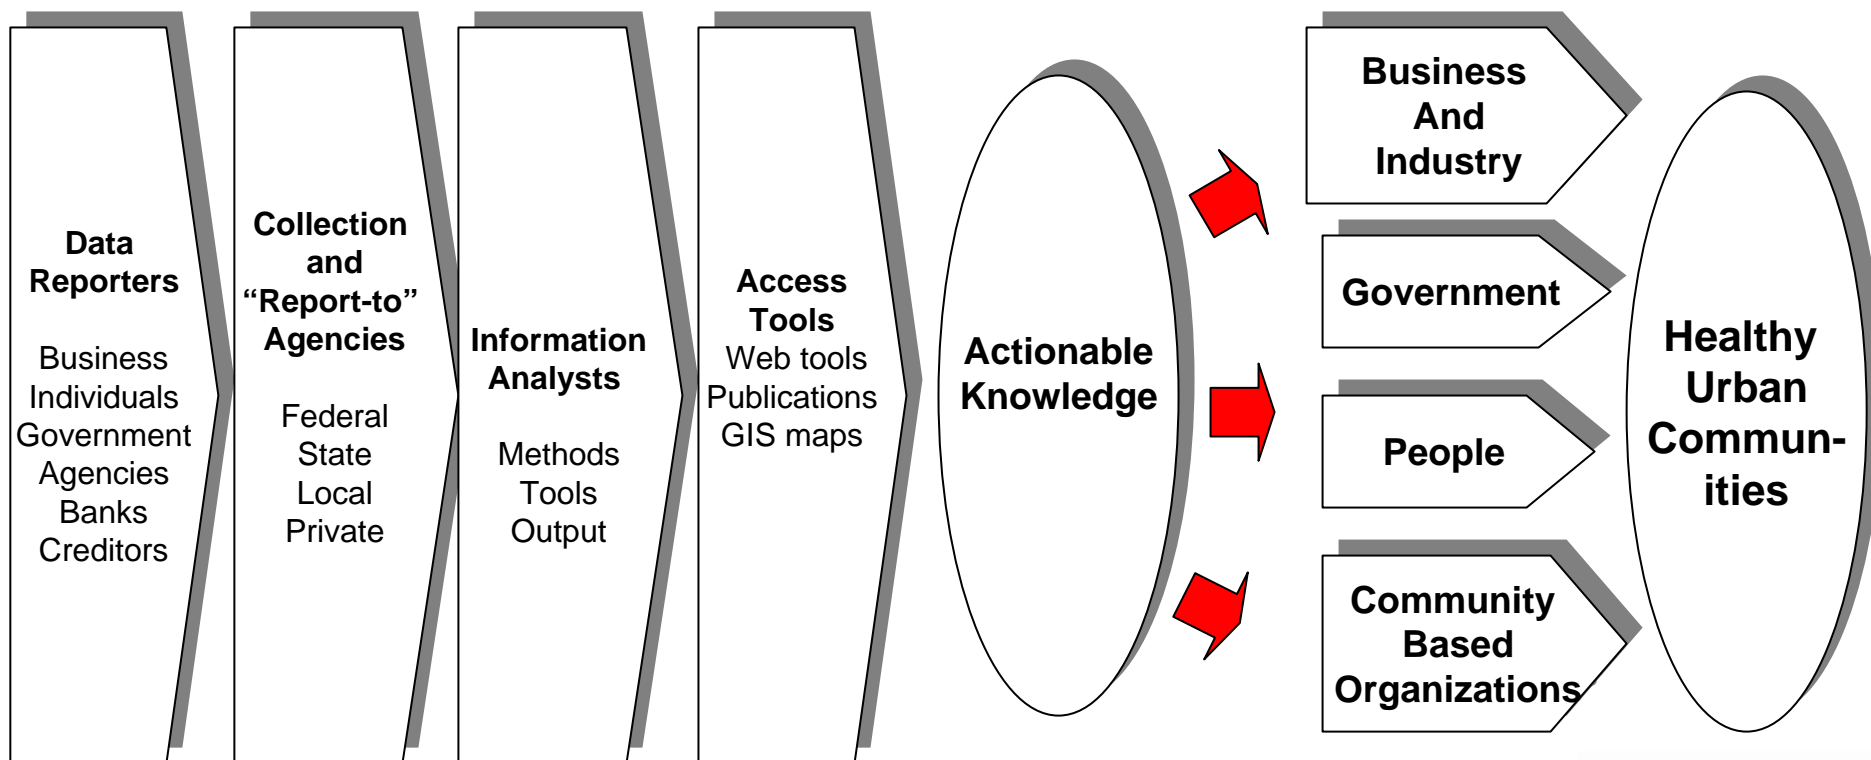 Data
Reporters
Business
Individuals
Government
Agencies
Banks
Creditors
Collection
and
“Report-to”
Agencies
Federal
State
Local
Private
Information
Analysts
Methods
Tools
Output
Access
Tools
Web tools
Publications
GIS maps
Actionable
Knowledge
Business
And
Industry
Government
People
Community
Based
Organizations
Healthy
Urban
Commun-
ities